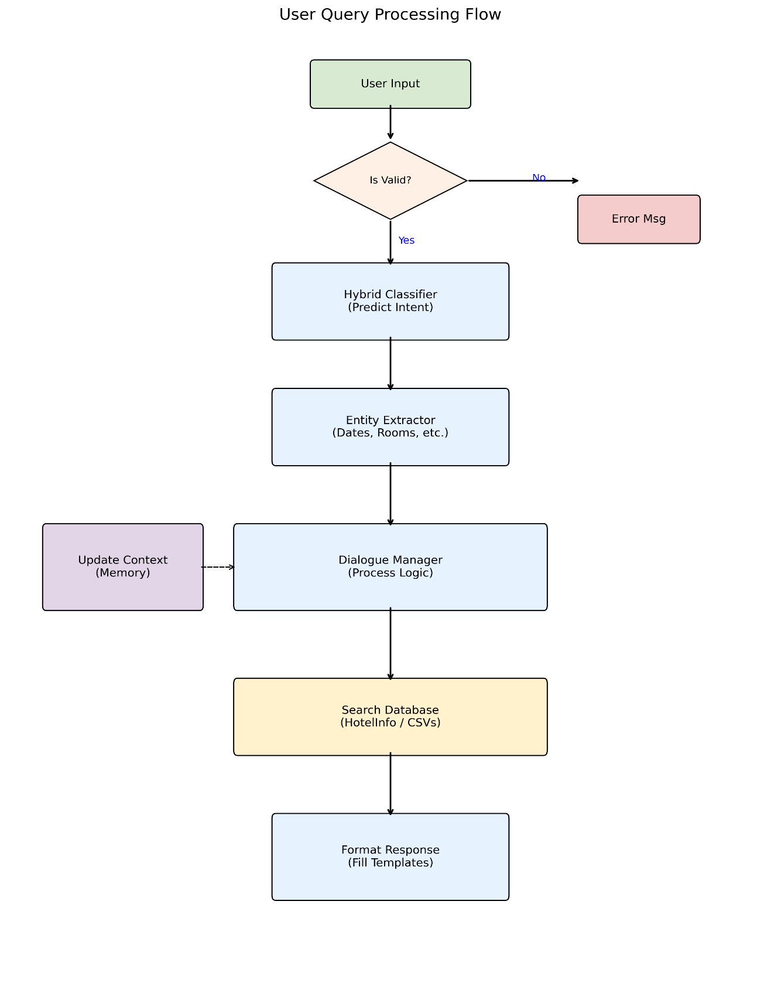 User Query Processing Flow
User Input
Is Valid?
No
Error Msg
Yes
Hybrid Classifier
(Predict Intent)
Entity Extractor
(Dates, Rooms, etc.)
Update Context
(Memory)
Dialogue Manager
(Process Logic)
Search Database
(HotelInfo / CSVs)
Format Response
(Fill Templates)